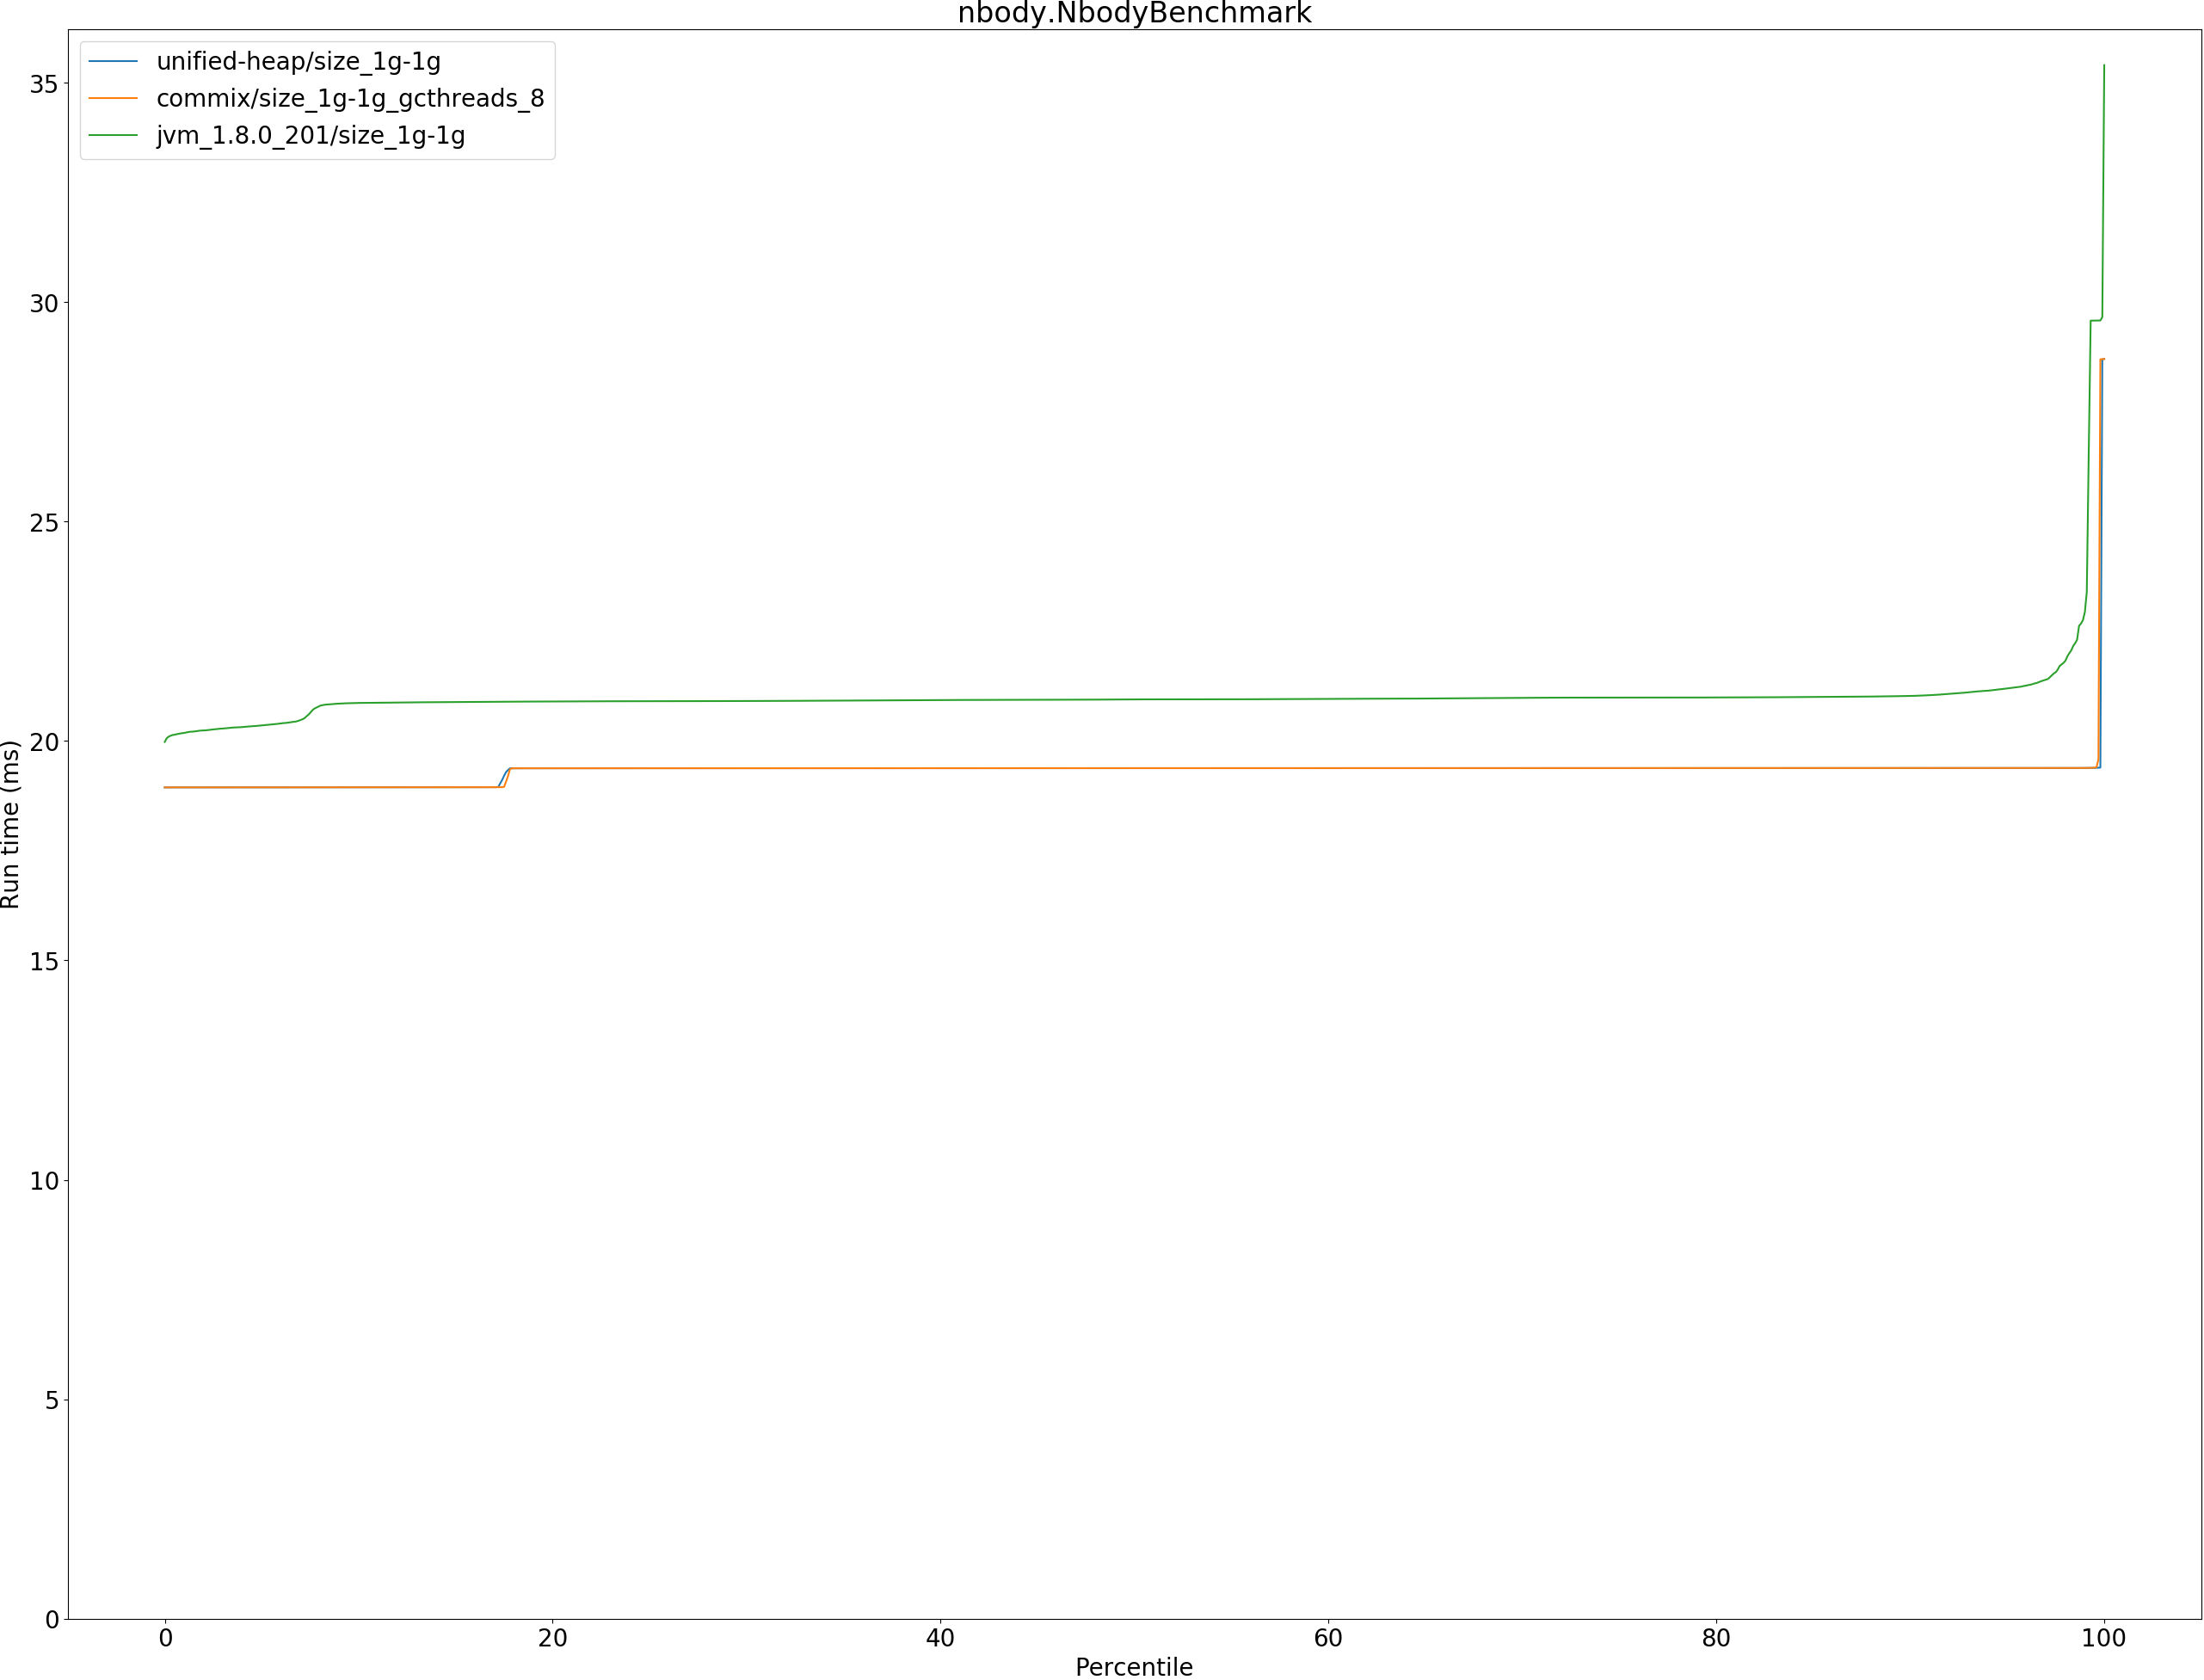 nbody.NbodyBenchmark
unified-heap/size_1g-1g
commix/size_1g-1g_gcthreads_8
jvm_1.8.0_201/size_1g-1g
35
30
25
20
15
10
5
0
Run time (ms)
0 20 40 60 80 100
Percentile